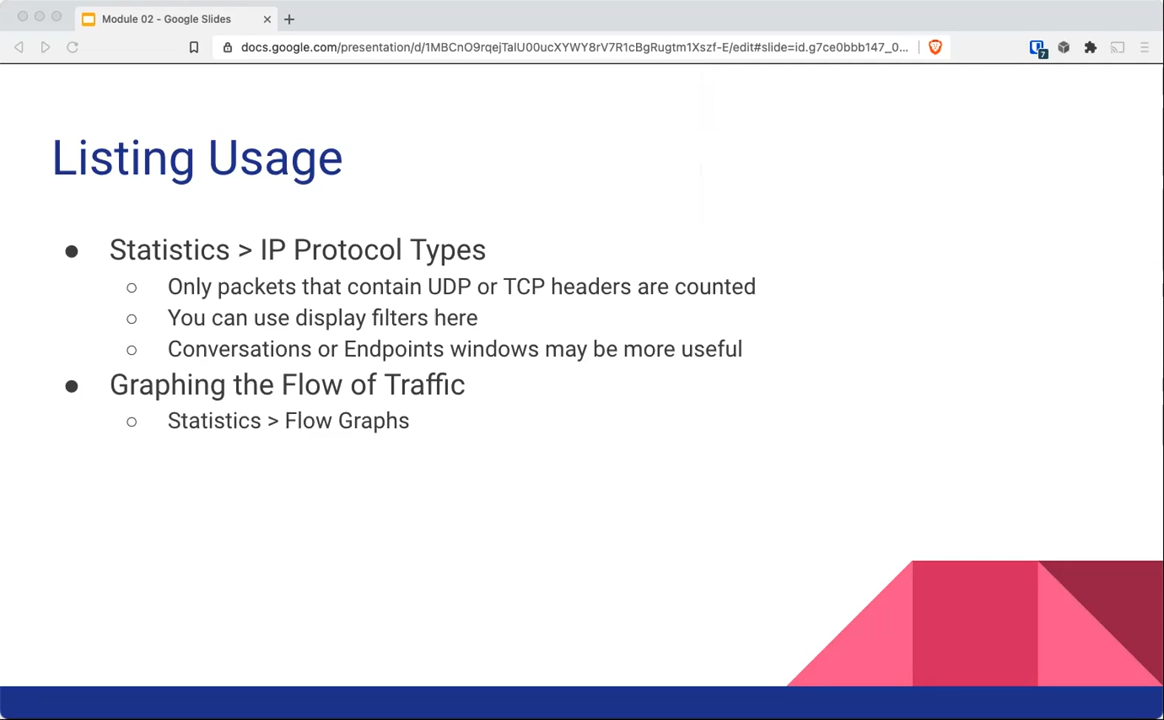 Module 02 - Google Slides
docs.google.com/presentation/d/1MBCnO9rqejTalU00ucXYWY8rV7R1cBgRugtm1Xszf-E/edit#slide=id.g7ce0bbb147_0...
7
Listing Usage
● Statistics > IP Protocol Types
○ Only packets that contain UDP or TCP headers are counted
○ You can use display filters here
○ Conversations or Endpoints windows may be more useful
● Graphing the Flow of Traffic
○ Statistics > Flow Graphs